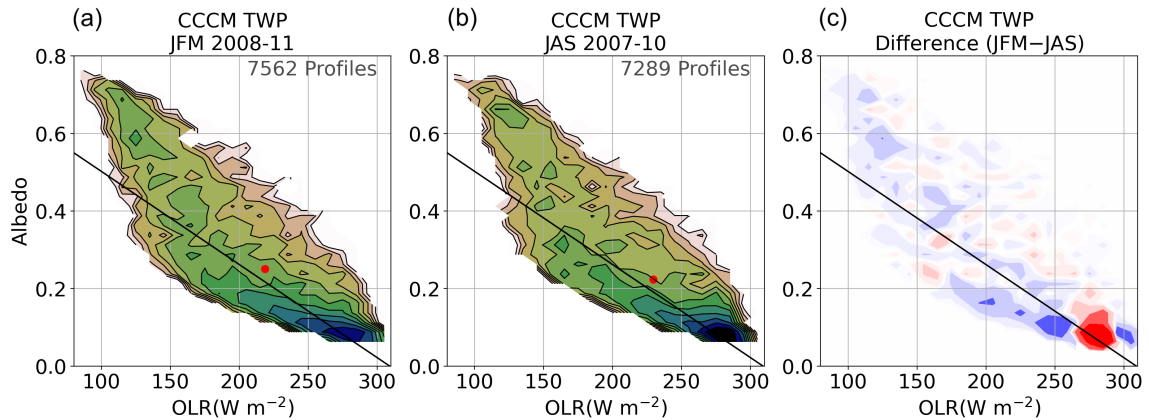 (a)
CCCM TWP
JFM 2008-11
7562 Profiles
0.8
0.6
0.4
0.2
0.0
Albedo
100 150 200 250 300
OLR(W m−2)
(b)
CCCM TWP
JAS 2007-10
7289 Profiles
0.8
0.6
0.4
0.2
0.0
100 150 200 250 300
OLR(W m−2)
(c)
CCCM TWP
Difference (JFM−JAS)
0.8
0.6
0.4
0.2
0.0
100 150 200 250 300
OLR(W m−2)